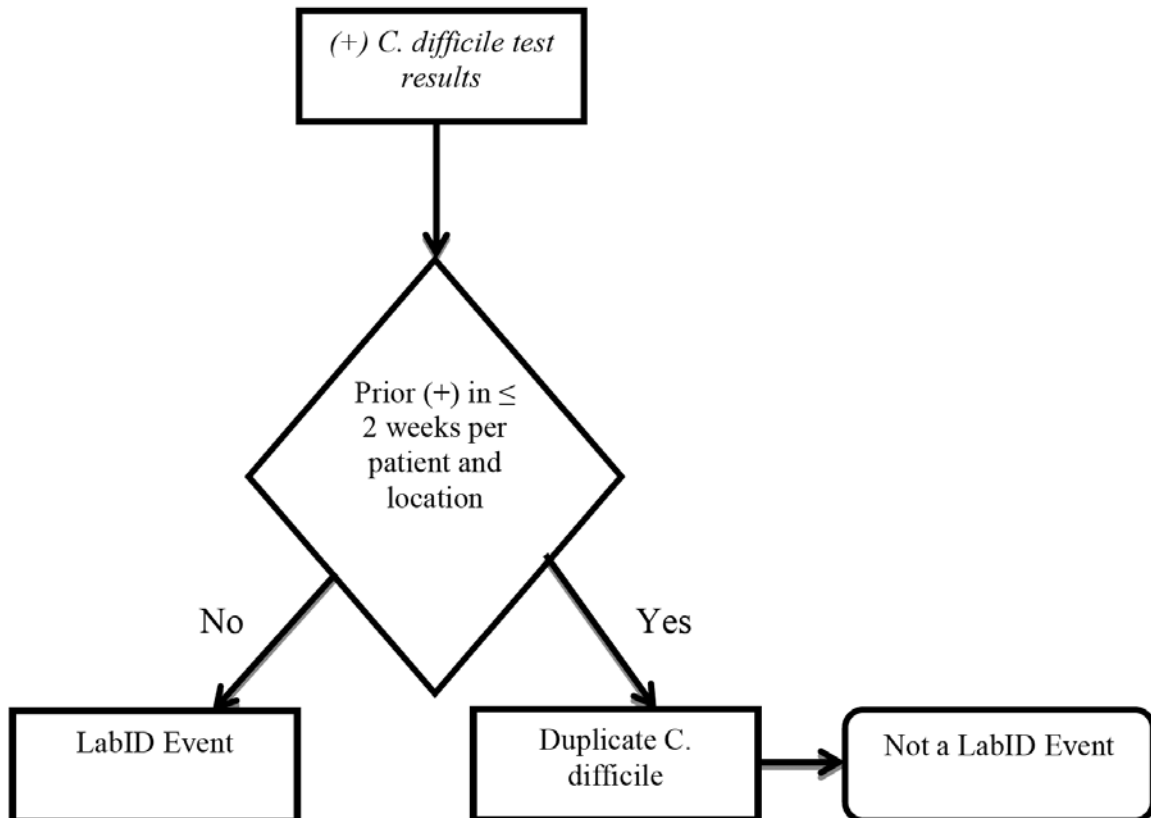 (+) C. difficile test
results
Prior (+) in ≤
2 weeks per
patient and
location
No
Yes
LabID Event
Duplicate C.
difficile
Not a LabID Event